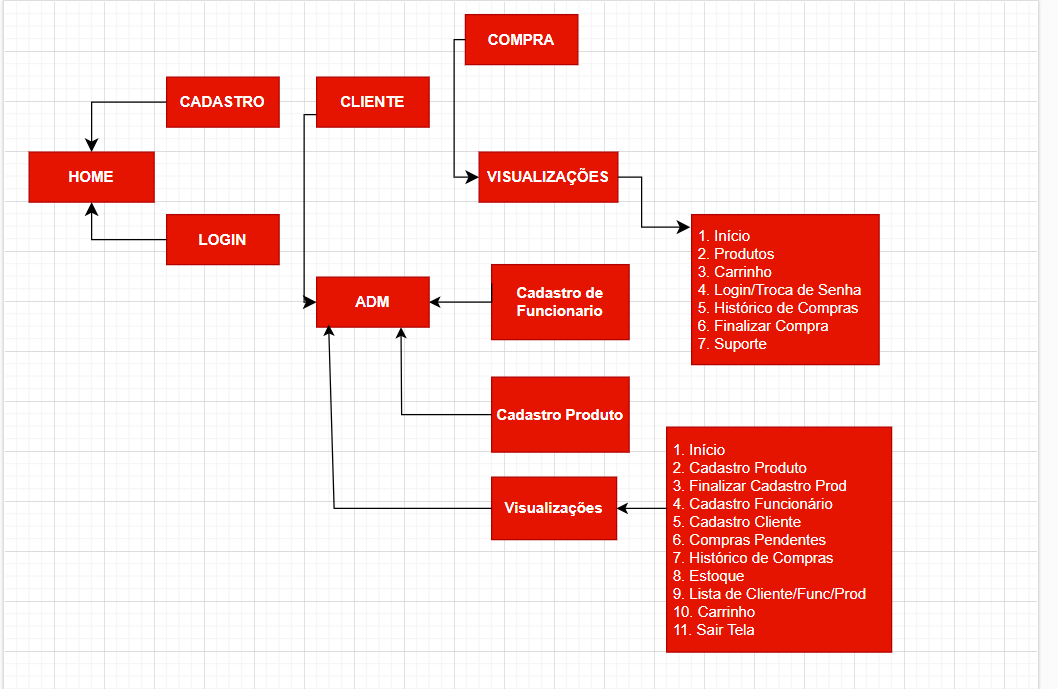 COMPRA
CADASTRO
CLIENTE
HOME
VISUALIZAÇÕES
LOGIN
1. Início
2. Produtos
3. Carrinho
4. Login/Troca de Senha
5. Histórico de Compras
6. Finalizar Compra
7. Suporte
ADM
Cadastro de
Funcionario
Cadastro Produto
Visualizações
1. Início
2. Cadastro Produto
3. Finalizar Cadastro Prod
4. Cadastro Funcionário
5. Cadastro Cliente
6. Compras Pendentes
7. Histórico de Compras
8. Estoque
9. Lista de Cliente/Func/Prod
10. Carrinho
11. Sair Tela